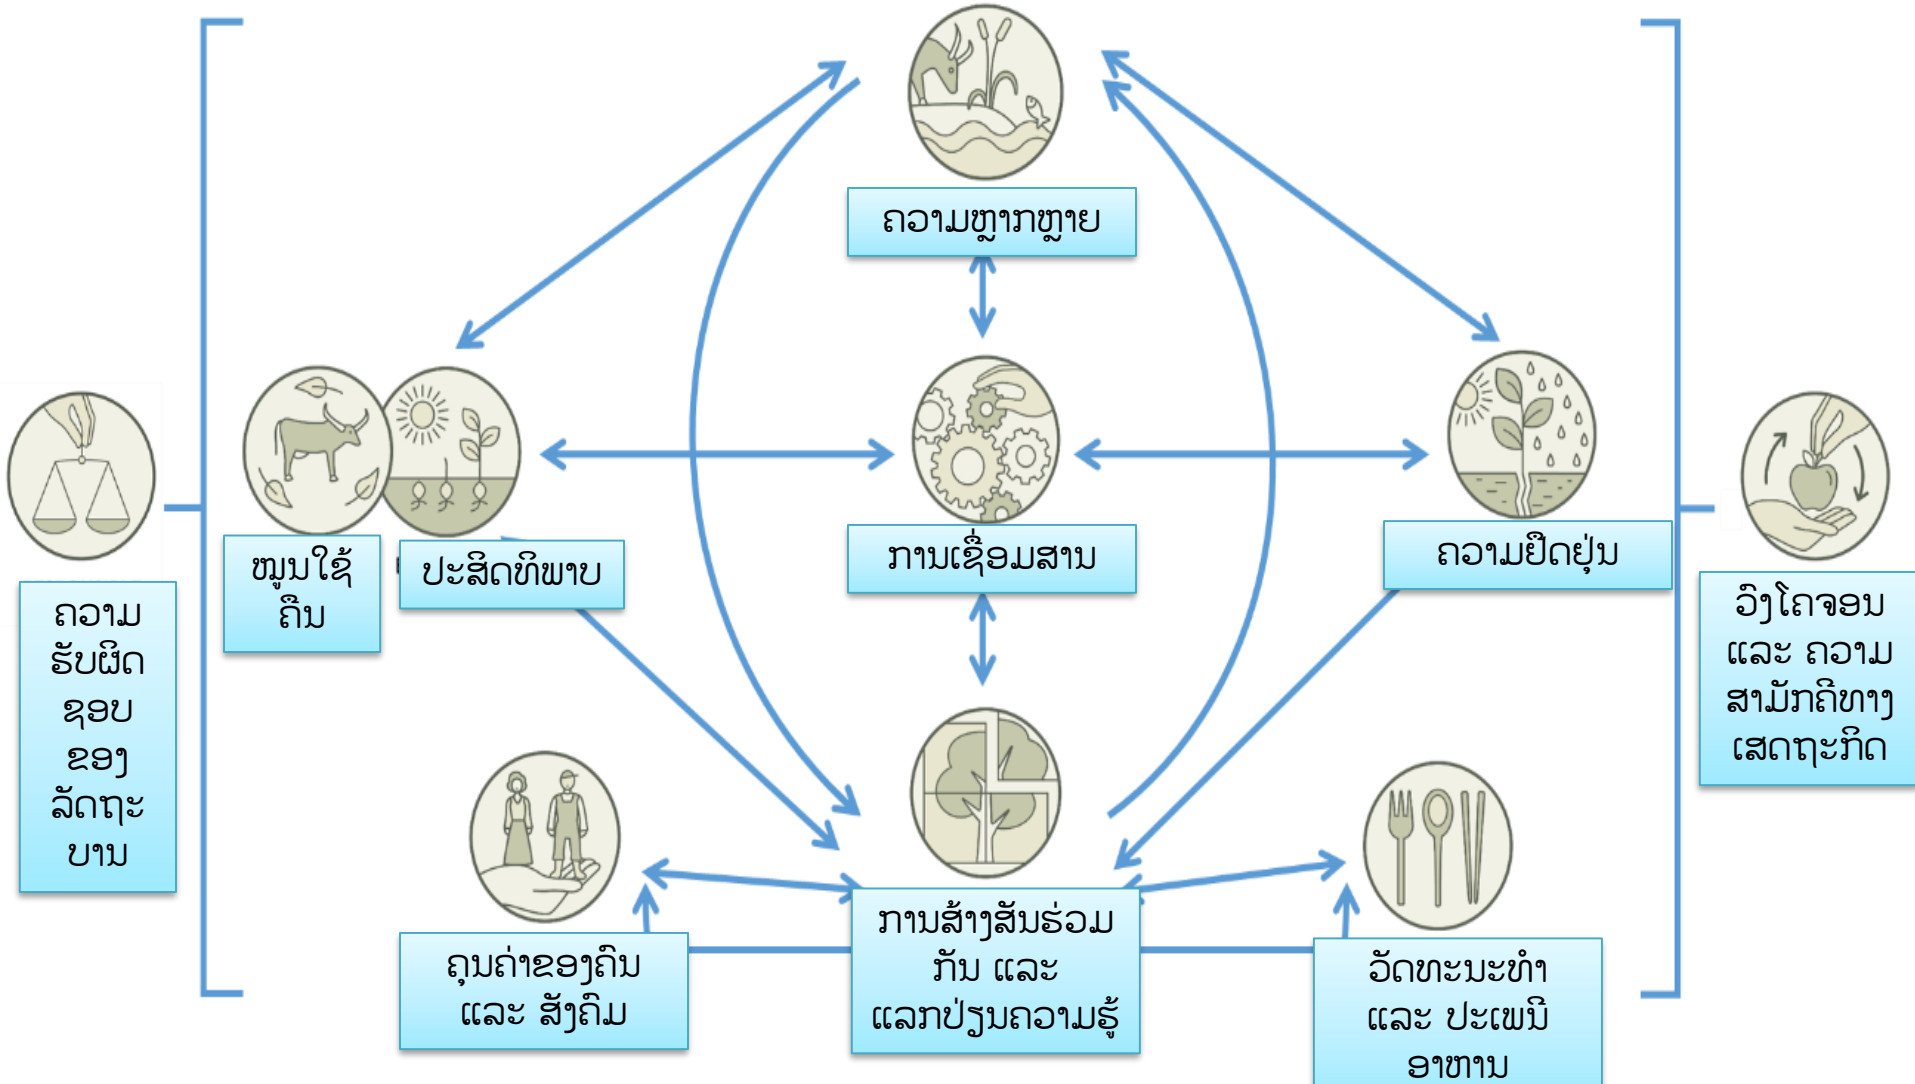 ຄວາມຫຼາກຫຼາຍ
ໝູນໃຊ້
ຄືນ
ປະສິດທິພາບ
ການເຊື່ອມສານ
ຄວາມຢືດຢຸ່ນ
ຄວາມ
ຮັບຜິດ
ຊອບ
ຂອງ
ລັດຖະ
ບານ
ວົງໂຄຈອນ
ແລະ ຄວາມ
ສາມັກຄີທາງ
ເສດຖະກິດ
ຄຸນຄ່າຂອງຄົນ
ແລະ ສັງຄົມ
ການສ້າງສັນຮ່ວມ
ກັນ ແລະ
ແລກປ່ຽນຄວາມຮູ້
ວັດທະນະທຳ
ແລະ ປະເພນີ
ອາຫານ